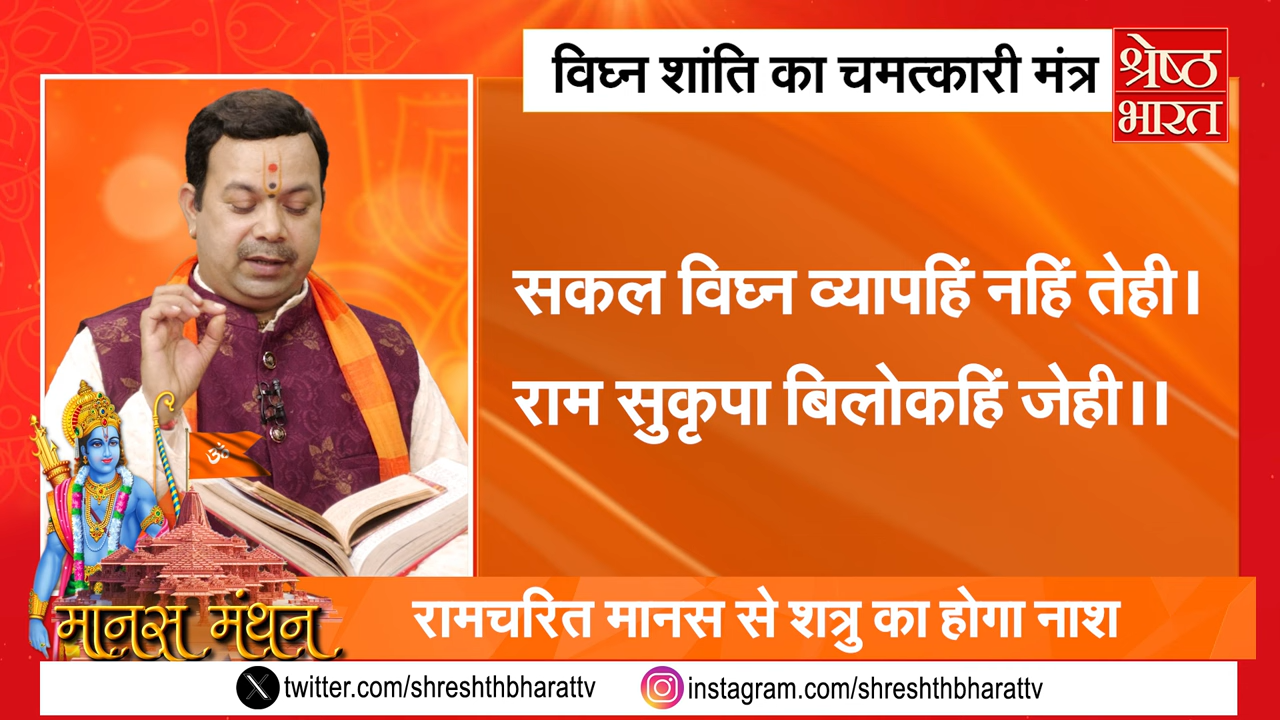 विघ्न शांति का चमत्कारी मंत्र
श्रेष्ठ
भारत
सकल विघ्न व्यापहिं नहिं तेही।
राम सुकृपा बिलोकहिं जेही।।
ॐ
मानस मंथन
रामचरित मानस से शत्रु का होगा नाश
twitter.com/shreshthbharattv
instagram.com/shreshthbharattv